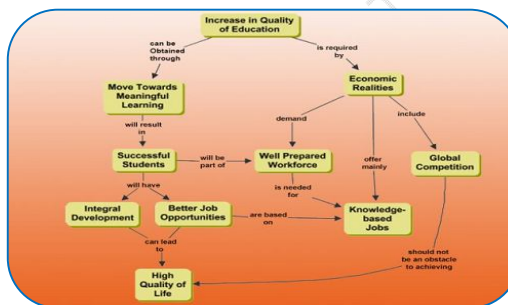 Increase in Quality
of Education
can be
Obtained
through
is required
by
Move Towards
Meaningful
Learning
Economic
Realities
demand
include
will result
in
offer
mainly
Successful
Students
will be
part of
Well Prepared
Workforce
Global
Competition
will have
is needed
for
Integral
Development
Better Job
Opportunities
are based
on
Knowledge-
based
Jobs
can lead
to
should not
be an obstacle
to achieving
High
Quality of
Life